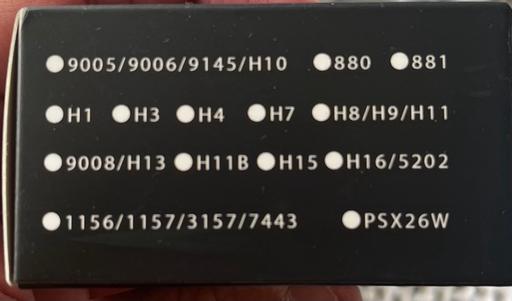 9005/9006/9145/H10 880 881
H1 H3 H4 H7 H8/H9/H11
9008/H13 H11B H15 H16/5202
1156/1157/3157/7443 PSX26W